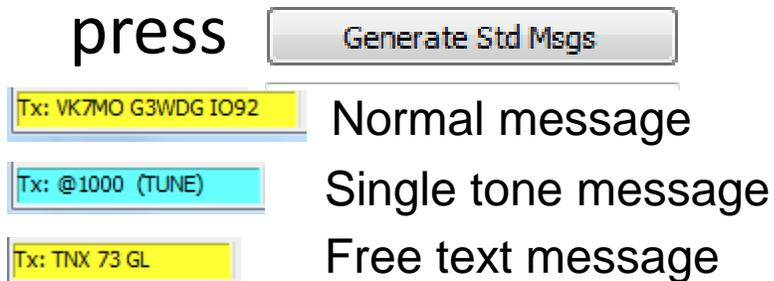 press Generate Std Msgs
Tx: VK7MO G3WDG IO92 Normal message
Tx: @1000 (TUNE) Single tone message
Tx: TNX 73 GL Free text message